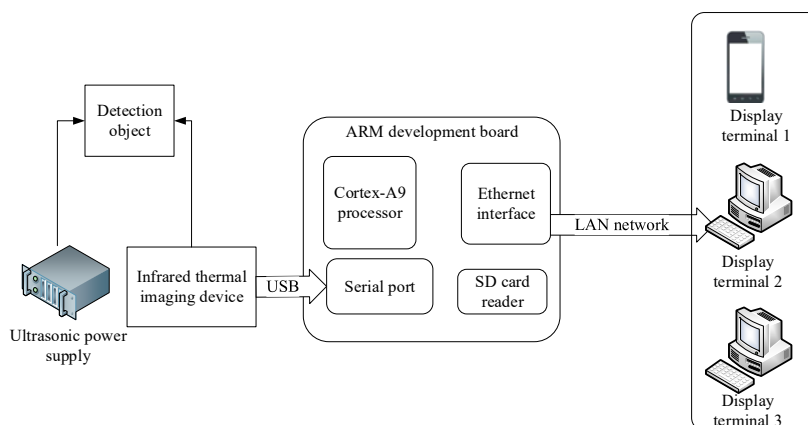 Detection
object
Ultrasonic power
supply
Infrared thermal
imaging device
USB
ARM development board
Cortex-A9
processor
Ethernet
interface
Serial port
SD card
reader
LAN network
Display
terminal 1
Display
terminal 2
Display
terminal 3